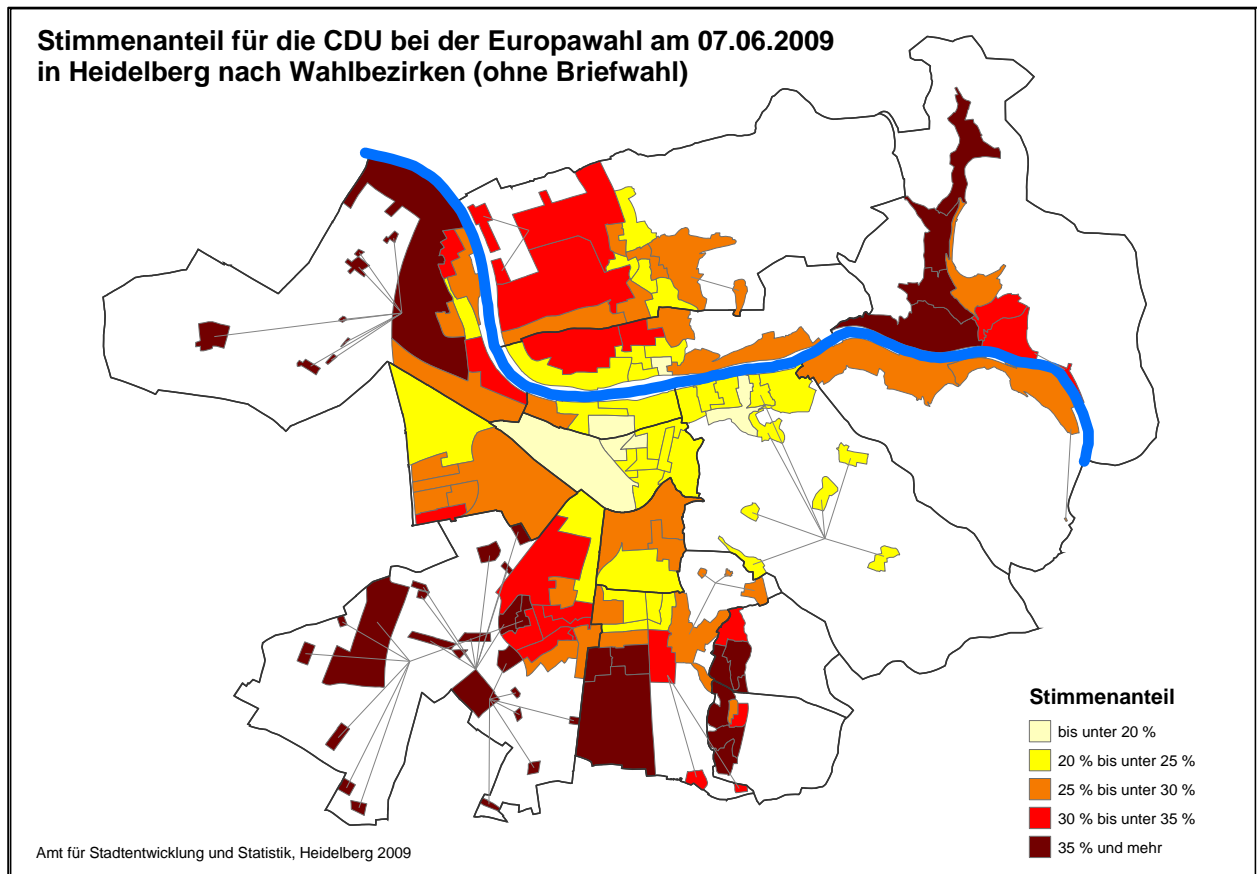 Stimmenanteil für die CDU bei der Europawahl am 07.06.2009
in Heidelberg nach Wahlbezirken (ohne Briefwahl)
Stimmenanteil
bis unter 20 %
20 % bis unter 25 %
25 % bis unter 30 %
30 % bis unter 35 %
35 % und mehr
Amt für Stadtentwicklung und Statistik, Heidelberg 2009